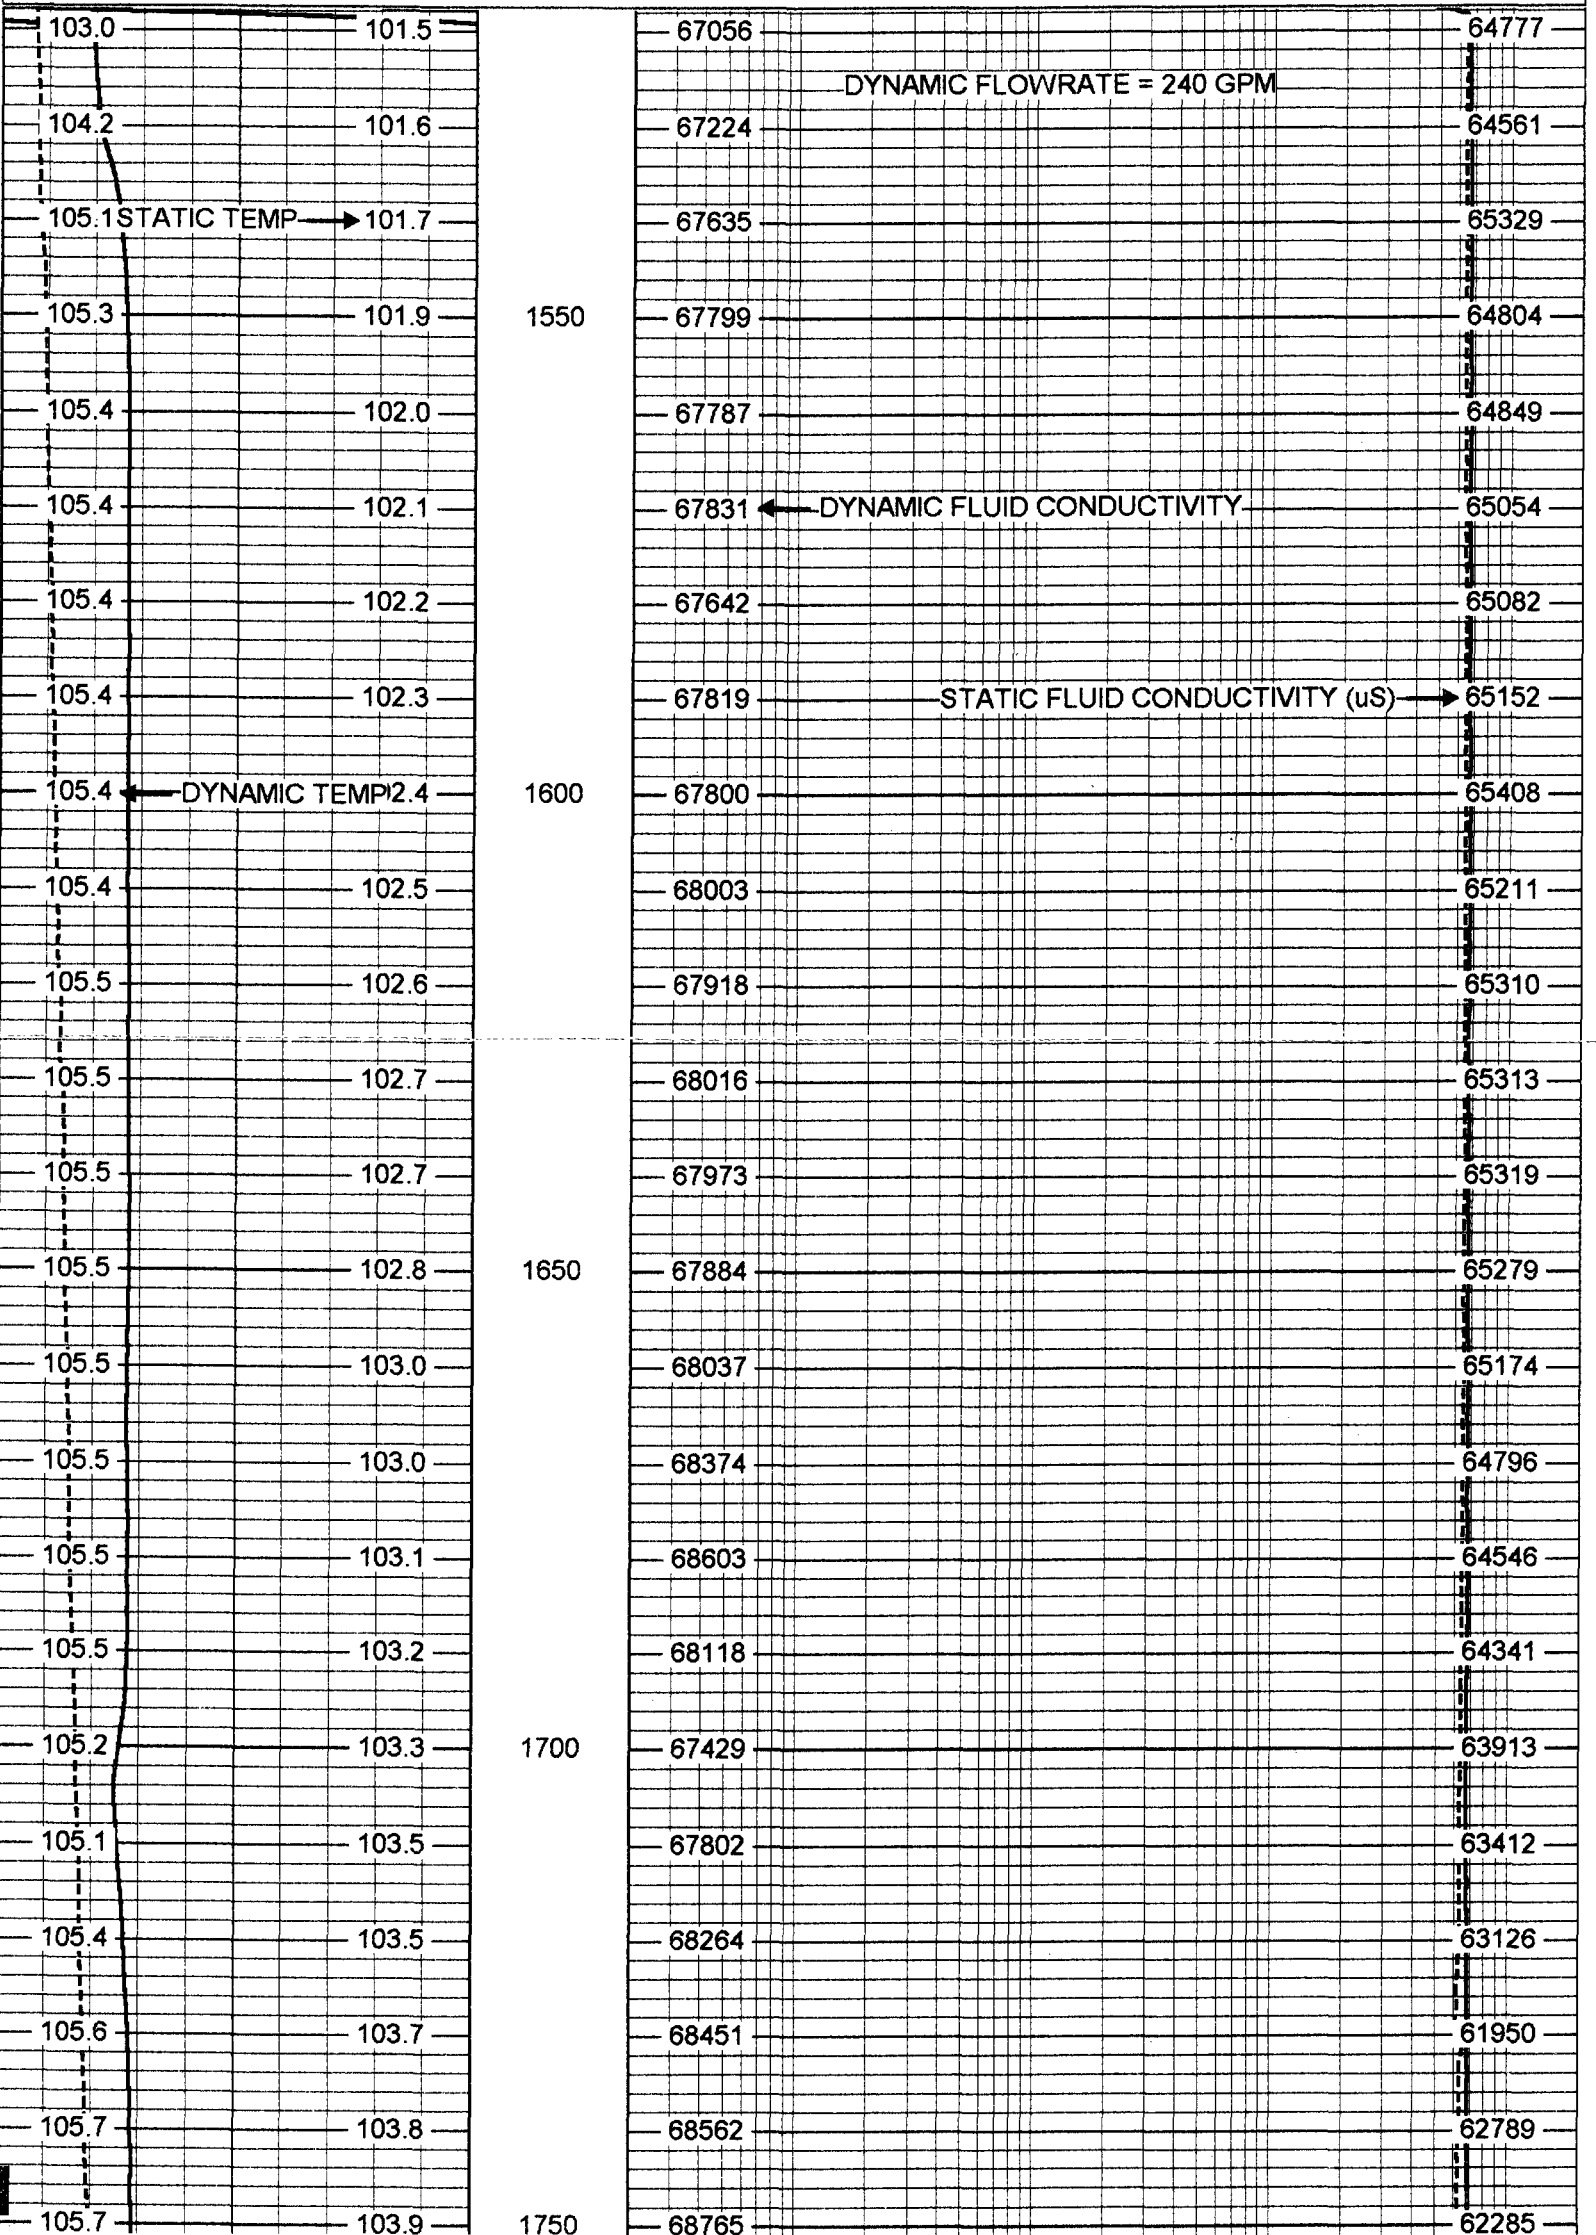 103.0 101.5 67056 64777
DYNAMIC FLOWRATE = 240 GPM
104.2 101.6 67224 64561
105.1 STATIC TEMP 101.7 67635 65329
105.3 101.9 1550 67799 64804
105.4 102.0 67787 64849
105.4 102.1 67831 DYNAMIC FLUID CONDUCTIVITY 65054
105.4 102.2 67642 65082
105.4 102.3 67819 STATIC FLUID CONDUCTIVITY (uS) 65152
105.4 DYNAMIC TEMP 2.4 1600 67800 65408
105.4 102.5 68003 65211
105.5 102.6 67918 65310
105.5 102.7 68016 65313
105.5 102.7 67973 65319
105.5 102.8 1650 67884 65279
105.5 103.0 68037 65174
105.5 103.0 68374 64796
105.5 103.1 68603 64546
105.5 103.2 68118 64341
105.2 103.3 1700 67429 63913
105.1 103.5 67802 63412
105.4 103.5 68264 63126
105.6 103.7 68451 61950
105.7 103.8 68562 62789
105.7 103.9 1750 68765 62285